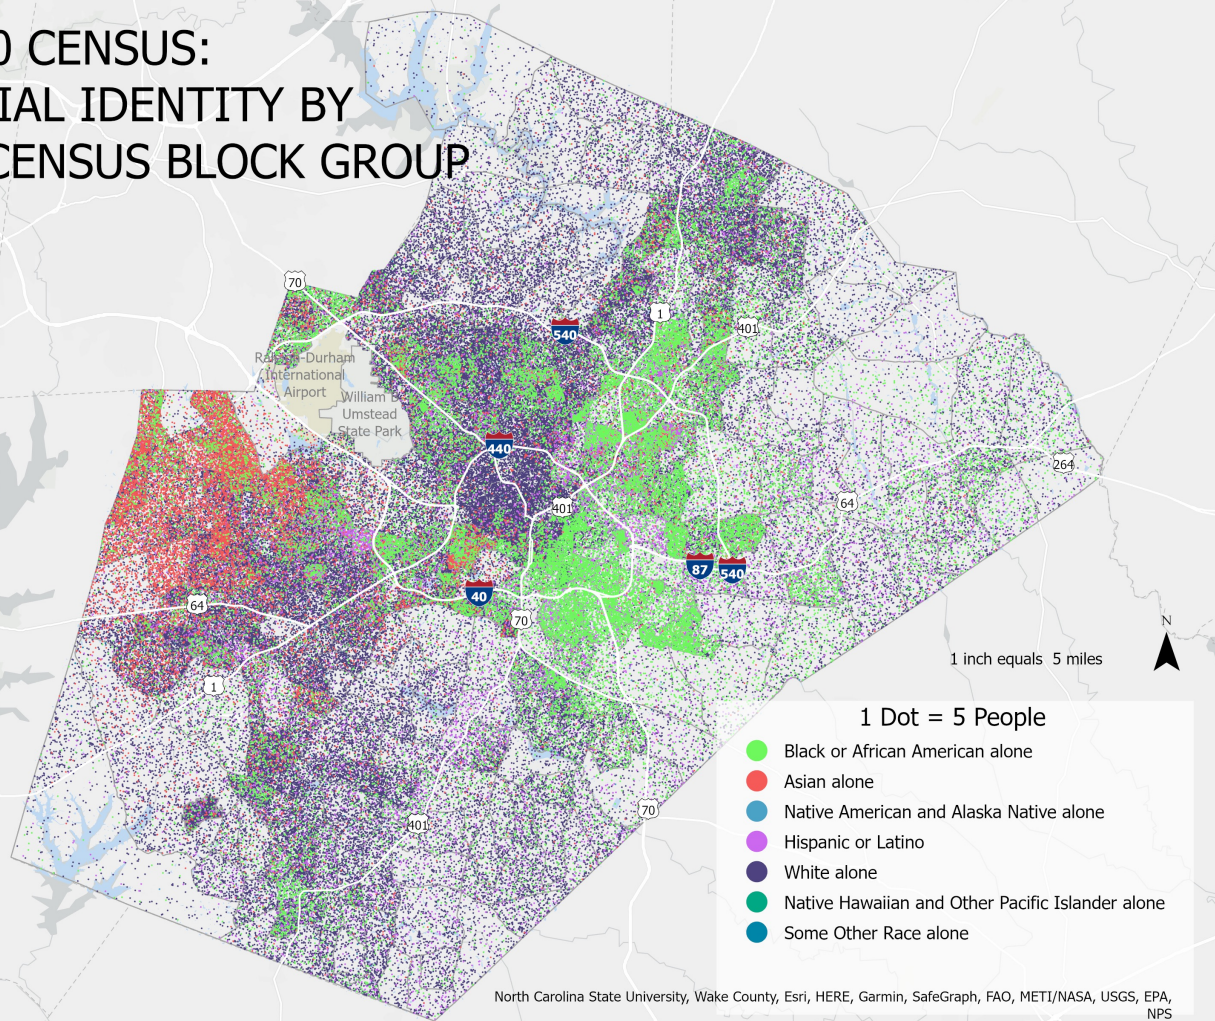 0 CENSUS:
IAL IDENTITY BY
CENSUS BLOCK GROUP
70
540
1
401
Raleigh-Durham
International
Airport
William B
Umstead
State Park
440
264
401
64
87
540
40
64
70
1
N
1 inch equals 5 miles
1 Dot = 5 People
Black or African American alone
Asian alone
Native American and Alaska Native alone
Hispanic or Latino
White alone
Native Hawaiian and Other Pacific Islander alone
Some Other Race alone
70
401
North Carolina State University, Wake County, Esri, HERE, Garmin, SafeGraph, FAO, METI/NASA, USGS, EPA,
NPS